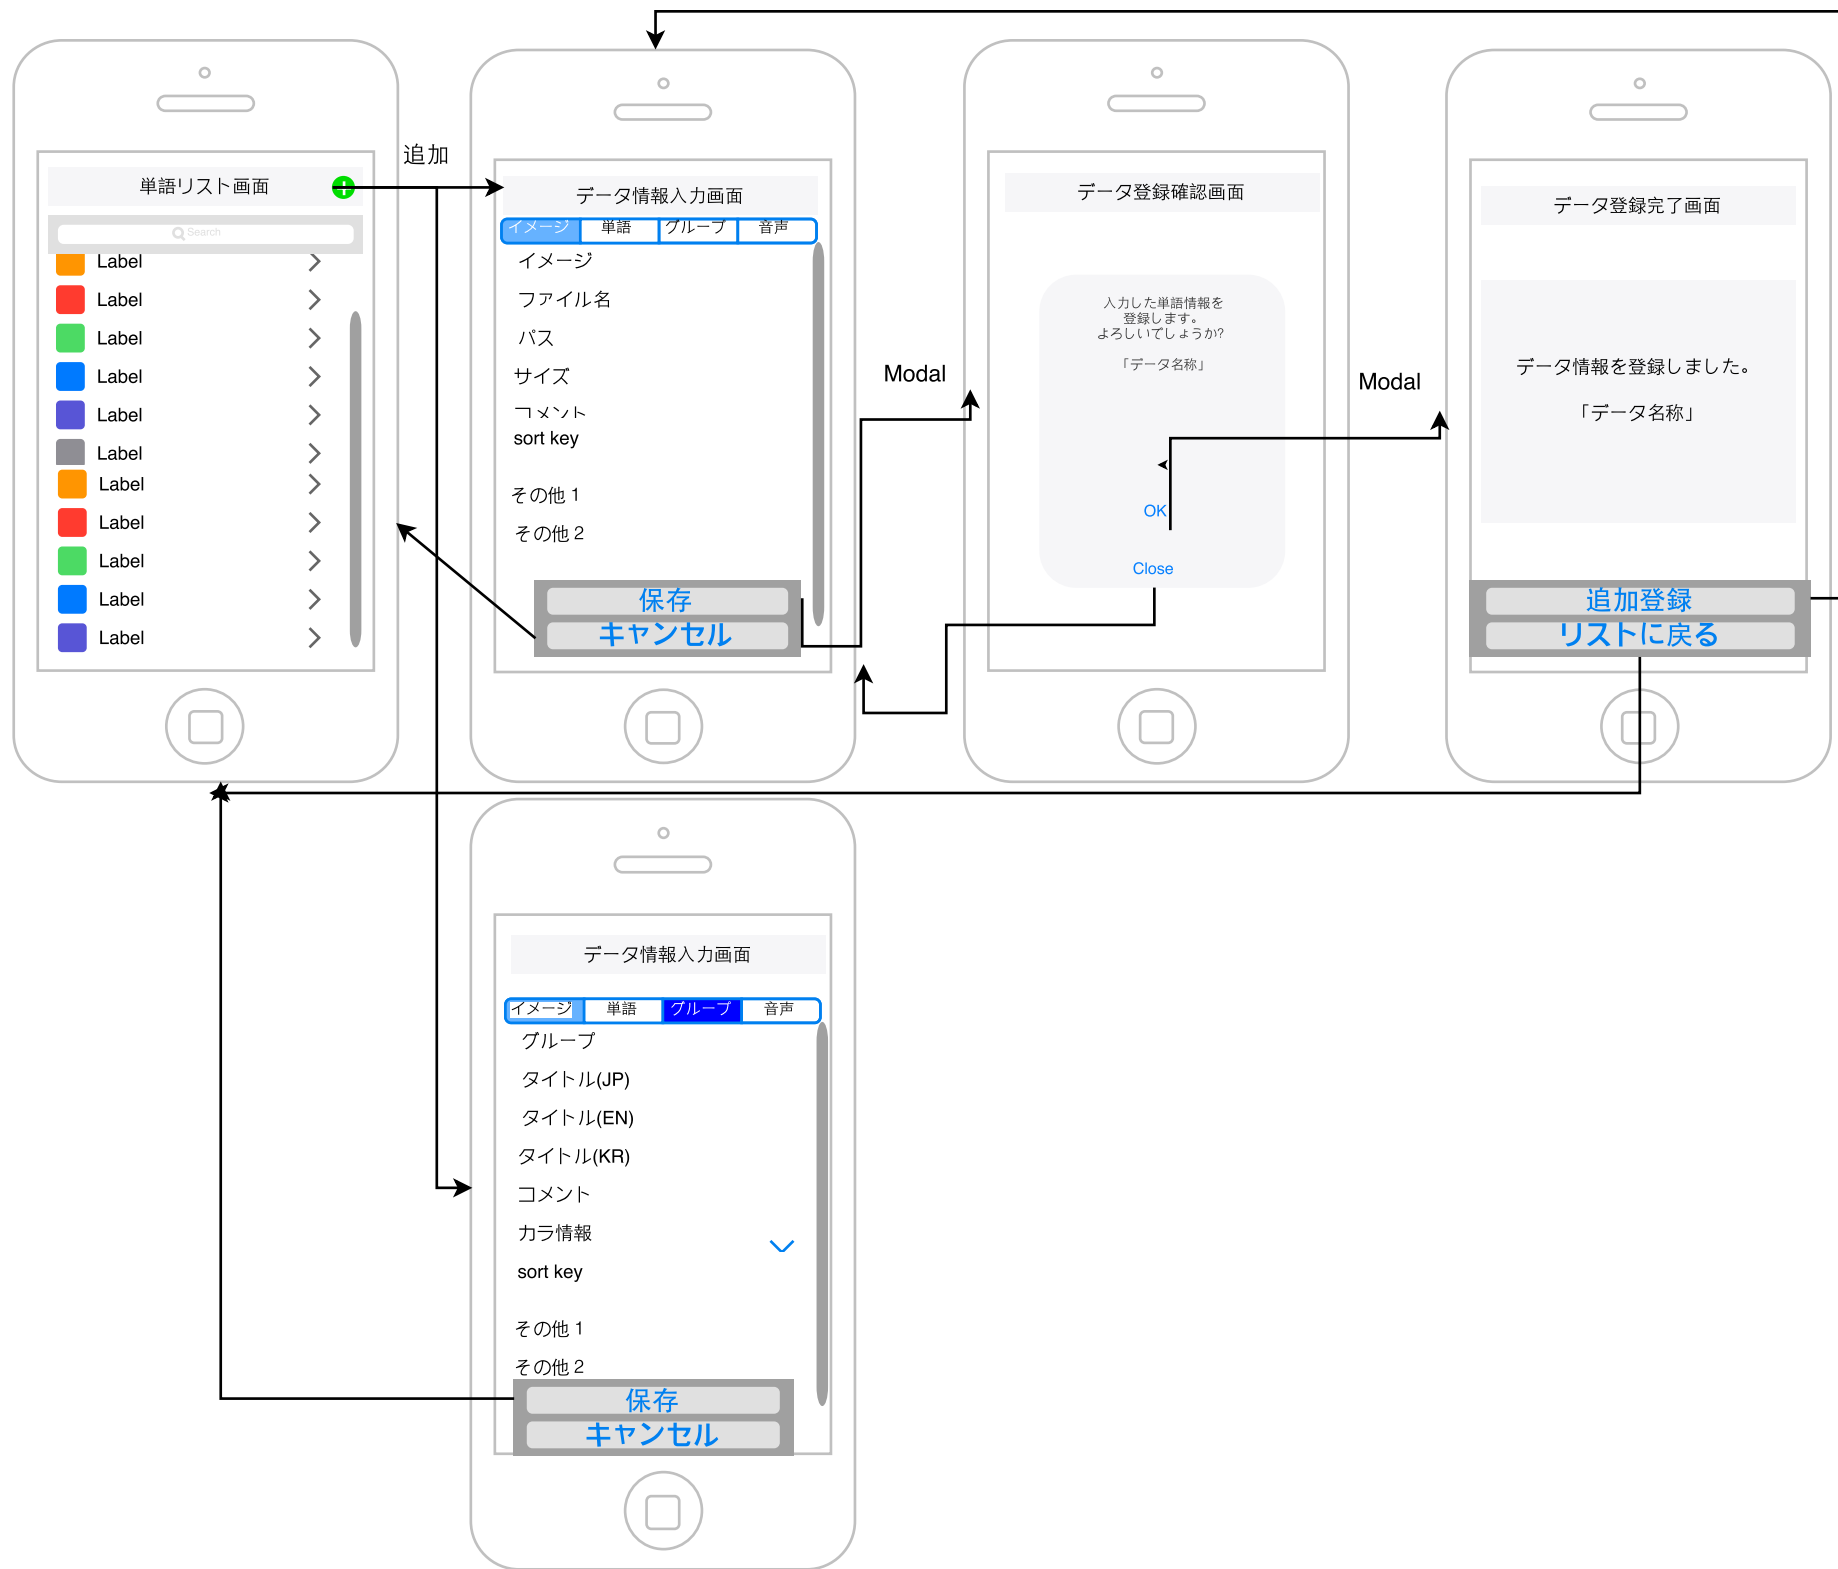 追加
単語リスト画面
Search
Label
Label
Label
Label
Label
Label
Label
Label
Label
Label
Label
データ情報入力画面
イメージ 単語 グループ 音声
イメージ
ファイル名
パス
サイズ
コメント
sort key
その他 1
その他 2
保存
キャンセル
Modal
データ登録確認画面
入力した単語情報を
登録します。
よろしいでしょうか?
「データ名称」
OK
Close
Modal
データ登録完了画面
データ情報を登録しました。
「データ名称」
追加登録
リストに戻る
データ情報入力画面
イメージ 単語 グループ 音声
グループ
タイトル(JP)
タイトル(EN)
タイトル(KR)
コメント
カラ情報
sort key
その他 1
その他 2
保存
キャンセル